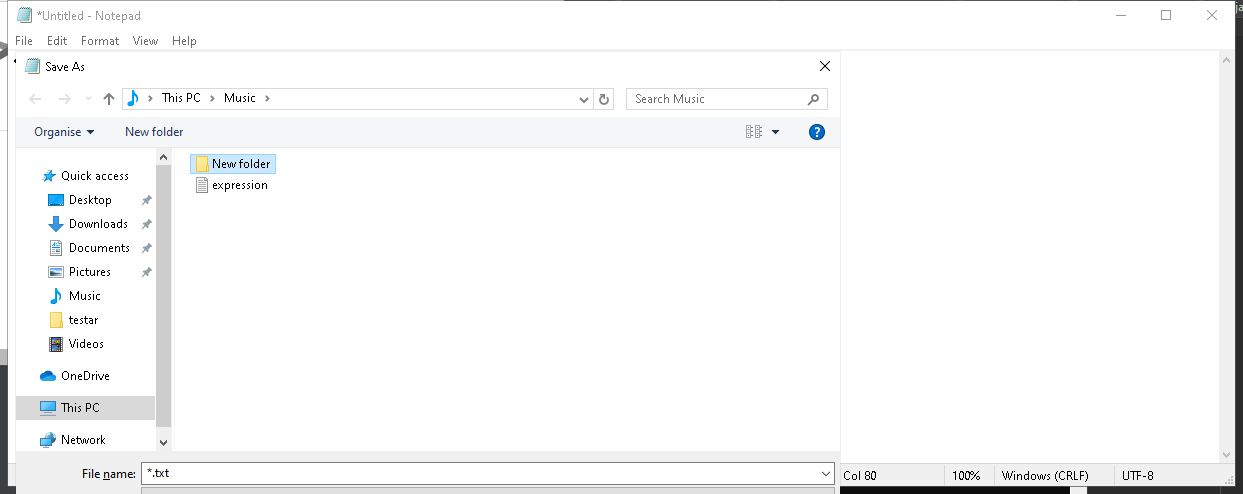 *Untitled - Notepad
File Edit Format View Help
Save As
This PC Music
Search Music
Organise New folder
New folder
expression
Quick access
Desktop
Downloads
Documents
Pictures
Music
testar
Videos
OneDrive
This PC
Network
File name: *.txt
Col 80 100% Windows (CRLF) UTF-8